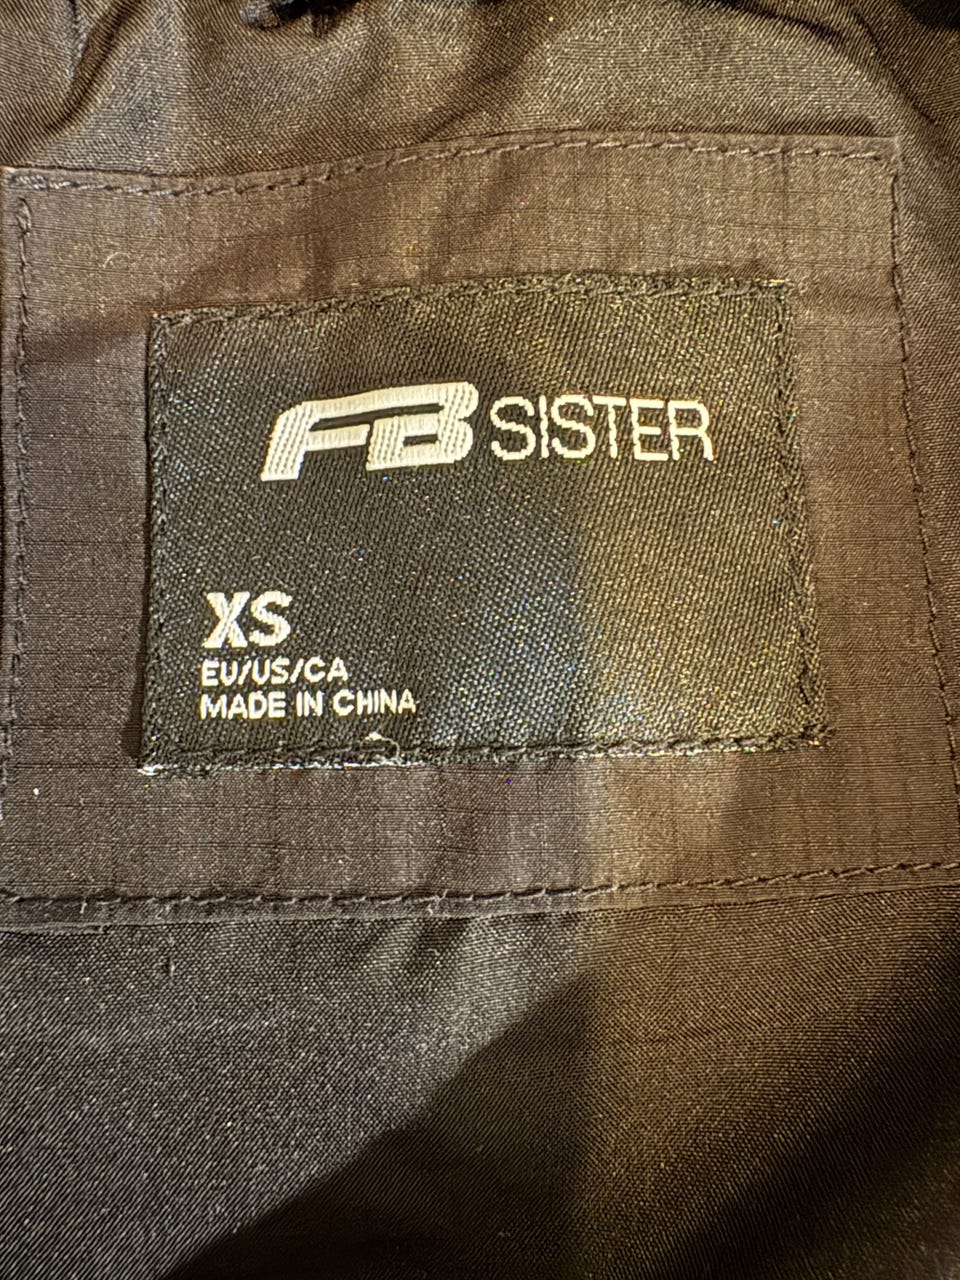 FB SISTER
XS
EU/US/CA
MADE IN CHINA